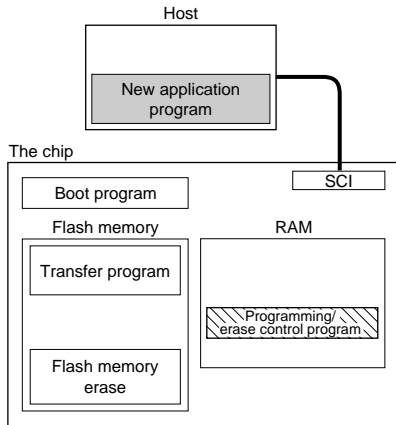 Host
New application
program
The chip
SCI
Boot program
Flash memory
RAM
Transfer program
Programming/
erase control program
Flash memory
erase